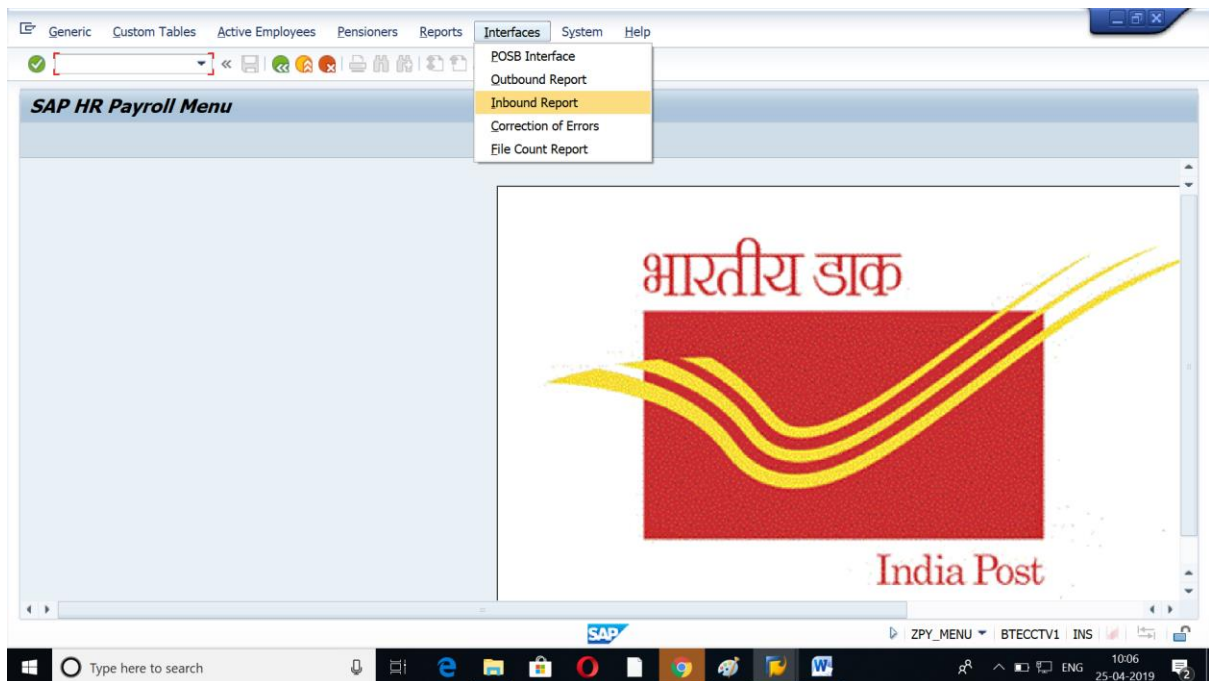 Generic Custom Tables Active Employees Pensioners Reports Interfaces System Help
POSB Interface
Outbound Report
Inbound Report
Correction of Errors
File Count Report
SAP HR Payroll Menu
भारतीय डाक
India Post
SAP
ZPY_MENU BTECCTV1 INS
Type here to search
ENG
10:06
25-04-2019
2